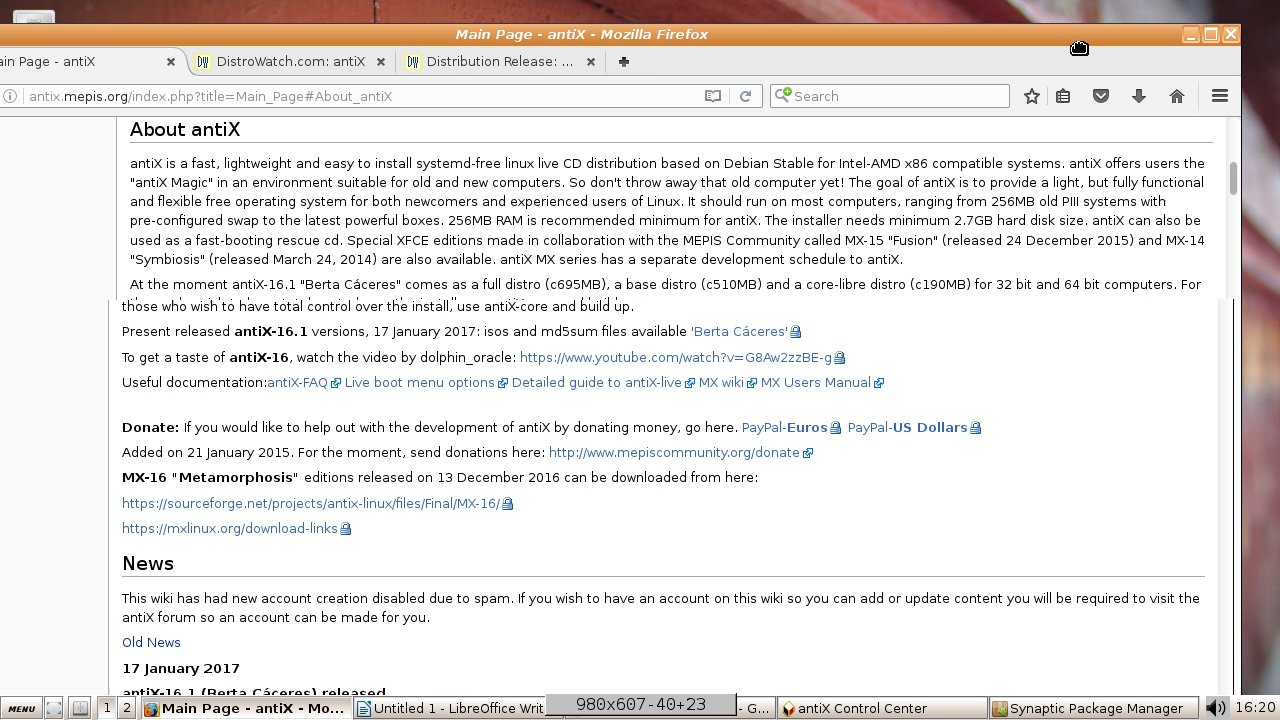 Main Page - antiX - Mozilla Firefox
ain Page - antiX
DistroWatch.com: antiX
Distribution Release: ...
antix.mepis.org/index.php?title=Main_Page#About_antiX
Search
About antiX
antiX is a fast, lightweight and easy to install systemd-free linux live CD distribution based on Debian Stable for Intel-AMD x86 compatible systems. antiX offers users the
"antiX Magic" in an environment suitable for old and new computers. So don't throw away that old computer yet! The goal of antiX is to provide a light, but fully functional
and flexible free operating system for both newcomers and experienced users of Linux. It should run on most computers, ranging from 256MB old PIII systems with
pre-configured swap to the latest powerful boxes. 256MB RAM is recommended minimum for antiX. The installer needs minimum 2.7GB hard disk size. antiX can also be
used as a fast-booting rescue cd. Special XFCE editions made in collaboration with the MEPIS Community called MX-15 "Fusion" (released 24 December 2015) and MX-14
"Symbiosis" (released March 24, 2014) are also available. antiX MX series has a separate development schedule to antiX.
At the moment antiX-16.1 "Berta Cáceres" comes as a full distro (c695MB), a base distro (c510MB) and a core-libre distro (c190MB) for 32 bit and 64 bit computers. For
those who wish to have total control over the install, use antiX-core and build up.
Present released antiX-16.1 versions, 17 January 2017: isos and md5sum files available 'Berta Cáceres'
To get a taste of antiX-16, watch the video by dolphin_oracle: https://www.youtube.com/watch?v=G8Aw2zzBE-g
Useful documentation:antiX-FAQ Live boot menu options Detailed guide to antiX-live MX wiki MX Users Manual
Donate: If you would like to help out with the development of antiX by donating money, go here. PayPal-Euros PayPal-US Dollars
Added on 21 January 2015. For the moment, send donations here: http://www.mepiscommunity.org/donate
MX-16 "Metamorphosis" editions released on 13 December 2016 can be downloaded from here:
https://sourceforge.net/projects/antix-linux/files/Final/MX-16/
https://mxlinux.org/download-links
News
This wiki has had new account creation disabled due to spam. If you wish to have an account on this wiki so you can add or update content you will be required to visit the
antiX forum so an account can be made for you.
Old News
17 January 2017
antiX-16.1 (Berta Cáceres) released
980x607-40+23
MENU
1
2
Main Page - antiX - Mo...
Untitled 1 - LibreOffice Writ
- G...
antiX Control Center
Synaptic Package Manager
16:20